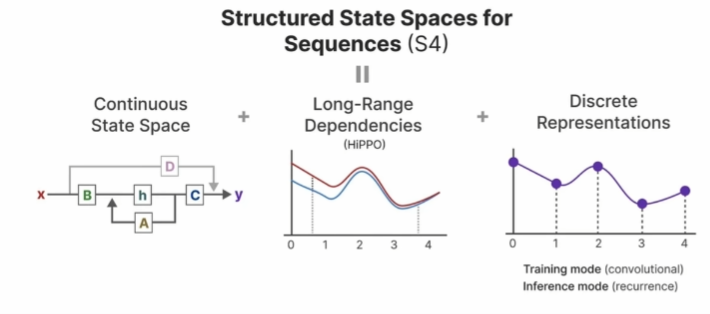 Structured State Spaces for
Sequences (S4)
=
Continuous
State Space
+
Long-Range
Dependencies
(HiPPO)
+
Discrete
Representations
D
x
B
h
C
y
A
0 1 2 3 4
0 1 2 3 4
Training mode (convolutional)
Inference mode (recurrence)